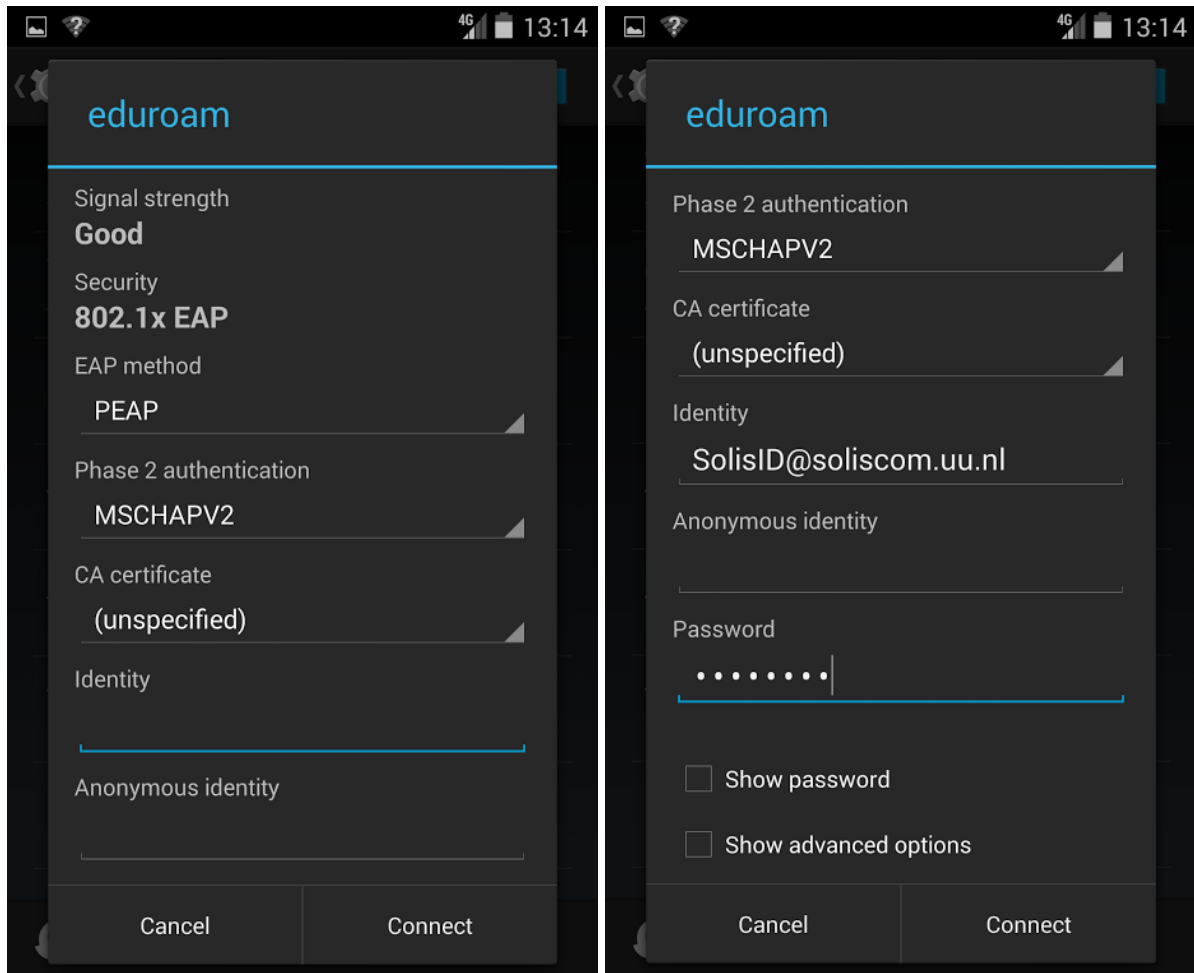 13:14
eduroam
Signal strength
Good
Security
802.1x EAP
EAP method
PEAP
Phase 2 authentication
MSCHAPV2
CA certificate
(unspecified)
Identity
Anonymous identity
Cancel
Connect
4G
13:14
eduroam
Phase 2 authentication
MSCHAPV2
CA certificate
(unspecified)
Identity
SolisID@soliscom.uu.nl
Anonymous identity
Password
••••••••
Show password
Show advanced options
Cancel
Connect
4G